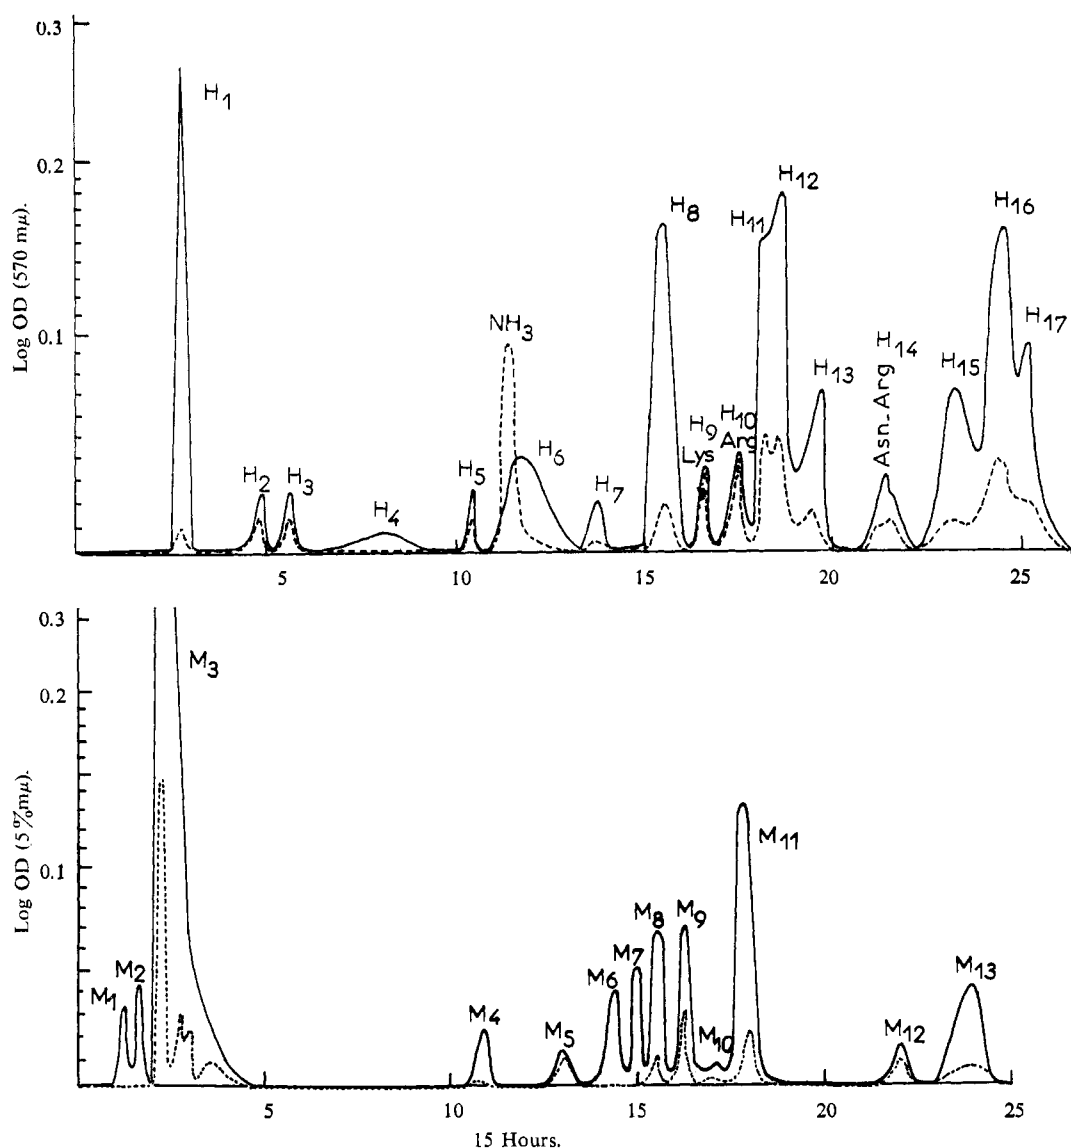 0.3
H1
0.2
H12
H8
H11
H16
Log OD (570 mµ).
NH3
0.1
H17
H13
H14
H15
Asn. Arg
H2
H3
H4
H5
H6
H7
H9
Lys
H10
Arg
5
10
15
20
25
0.3
M3
0.2
Log OD (5%mµ).
0.1
M11
M1
M2
M4
M5
M6
M7
M8
M9
M10
M12
M13
5
10
15
20
25
15 Hours.